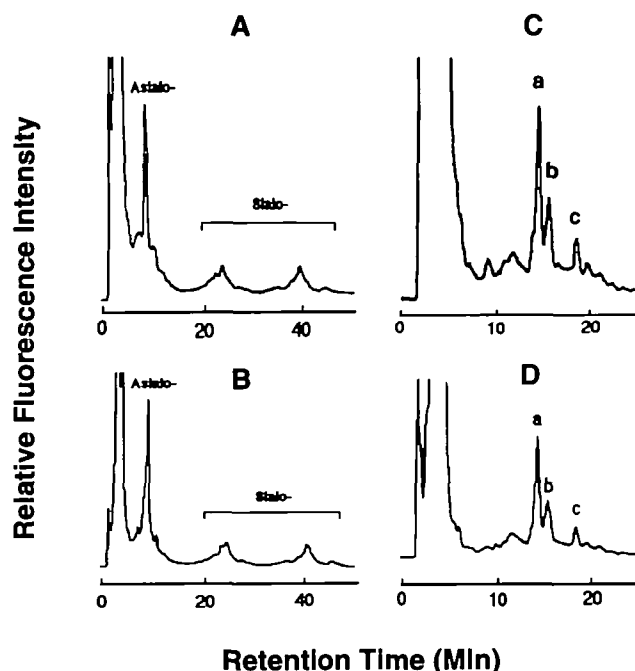 A
C
Asialo-
Sialo-
a
b
c
0 20 40
0 10 20
B
D
Asialo-
Sialo-
a
b
c
0 20 40
0 10 20
Relative Fluorescence Intensity
Retention Time (Min)